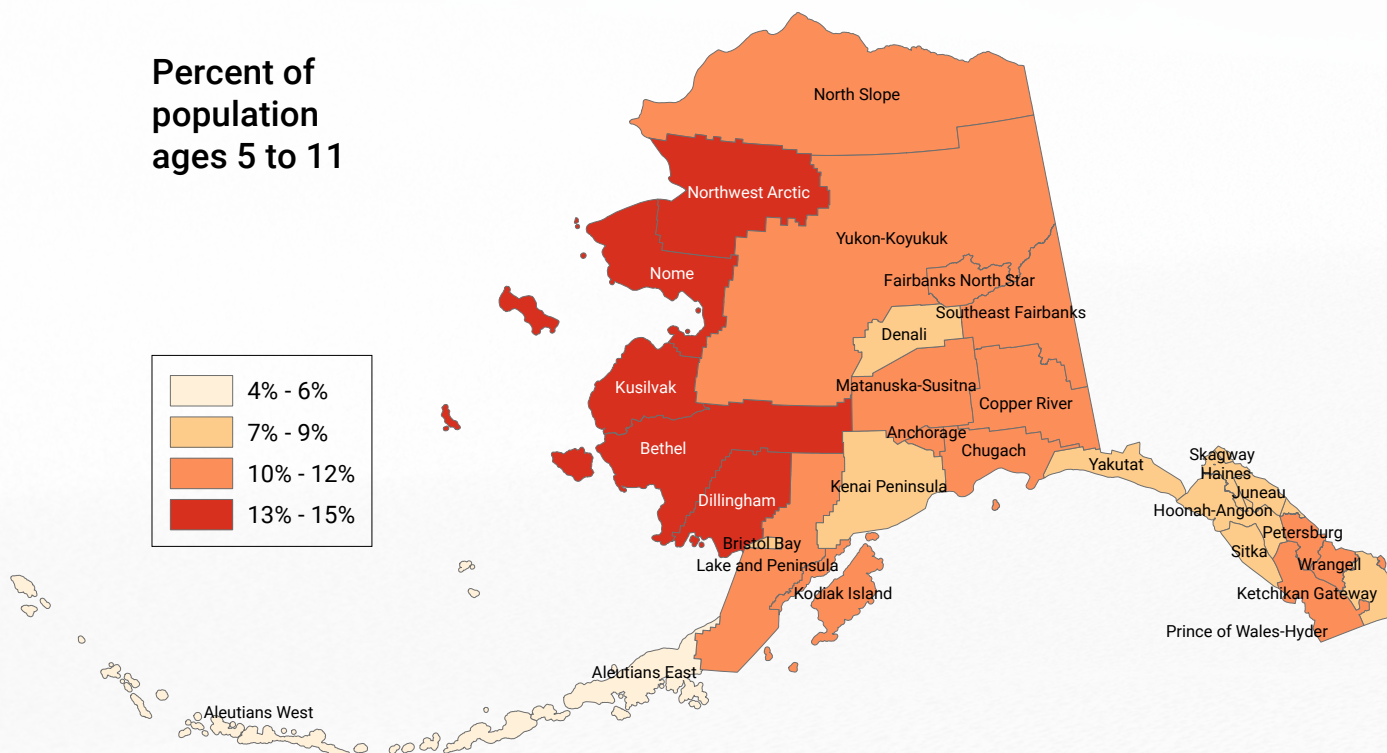 Percent of
population
ages 5 to 11
North Slope
Northwest Arctic
Yukon-Koyukuk
Nome
Fairbanks North Star
Southeast Fairbanks
Denali
Kusilvak
Matanuska-Susitna
Copper River
Anchorage
Bethel
Chugach
Skagway
Yakutat
Haines
Kenai Peninsula
Juneau
Dillingham
Hoonah-Angoon
Petersburg
Bristol Bay
Sitka
Lake and Peninsula
Wrangell
Kodiak Island
Ketchikan Gateway
Prince of Wales-Hyder
Aleutians East
Aleutians West
4% - 6%
7% - 9%
10% - 12%
13% - 15%